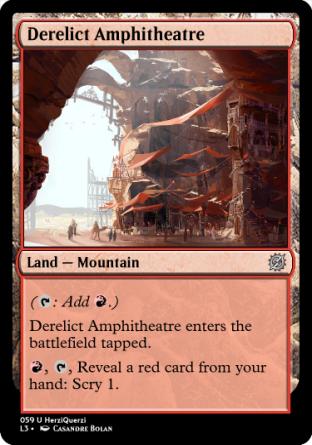 Derelict Amphitheatre
Land — Mountain
(T: Add R.)
Derelict Amphitheatre enters the
battlefield tapped.
R, T, Reveal a red card from your
hand: Scry 1.
059 U HerziQuerzi
L3 • Casandre Bolan